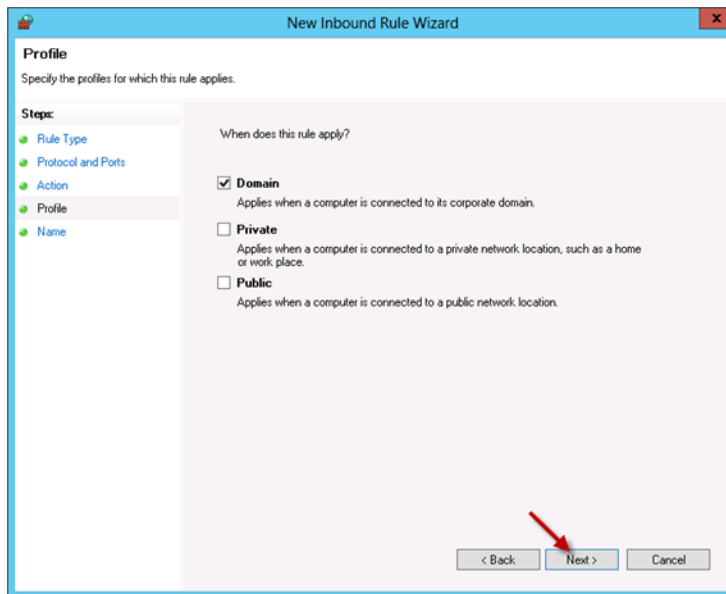 New Inbound Rule Wizard
x
Profile
Specify the profiles for which this rule applies.
Steps:
Rule Type
Protocol and Ports
Action
Profile
Name
When does this rule apply?
Domain
Applies when a computer is connected to its corporate domain.
Private
Applies when a computer is connected to a private network location, such as a home
or work place.
Public
Applies when a computer is connected to a public network location.
< Back
Next >
Cancel